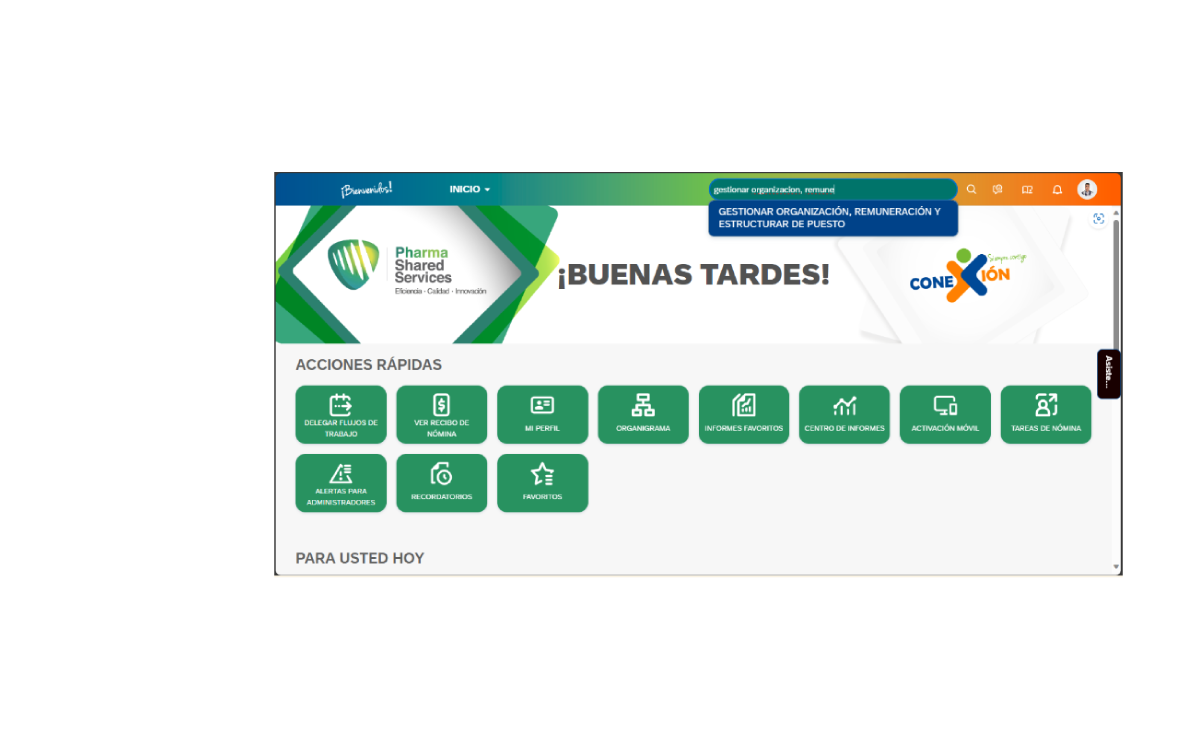 ¡Bienvenidos!
INICIO
gestionar organizacion, remune
GESTIONAR ORGANIZACIÓN, REMUNERACIÓN Y
ESTRUCTURAR DE PUESTO
Pharma
Shared
Services
Eficiencia - Calidad - Innovación
¡BUENAS TARDES!
Siempre contigo
CONEXIÓN
Asiste...
ACCIONES RÁPIDAS
DELEGAR FLUJOS DE
TRABAJO
VER RECIBO DE
NÓMINA
MI PERFIL
ORGANIGRAMA
INFORMES FAVORITOS
CENTRO DE INFORMES
ACTIVACIÓN MÓVIL
TAREAS DE NÓMINA
ALERTAS PARA
ADMINISTRADORES
RECORDATORIOS
FAVORITOS
PARA USTED HOY